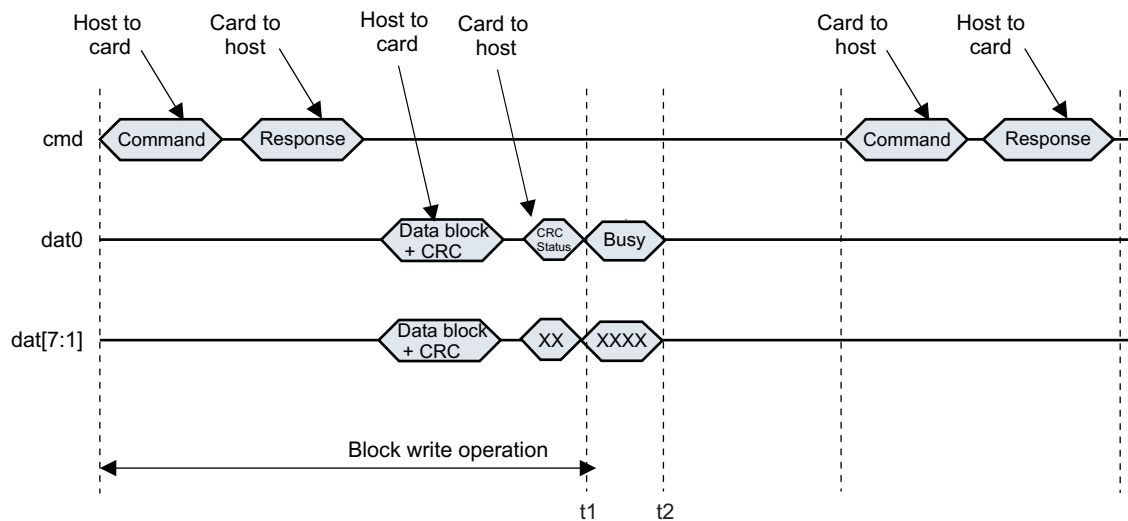 Host to
card
Card to
host
Host to
card
Card to
host
Card to
host
Host to
card
cmd
Command
Response
Command
Response
dat0
Data block
+ CRC
CRC
Status
Busy
dat[7:1]
Data block
+ CRC
XX
XXXX
Block write operation
t1
t2